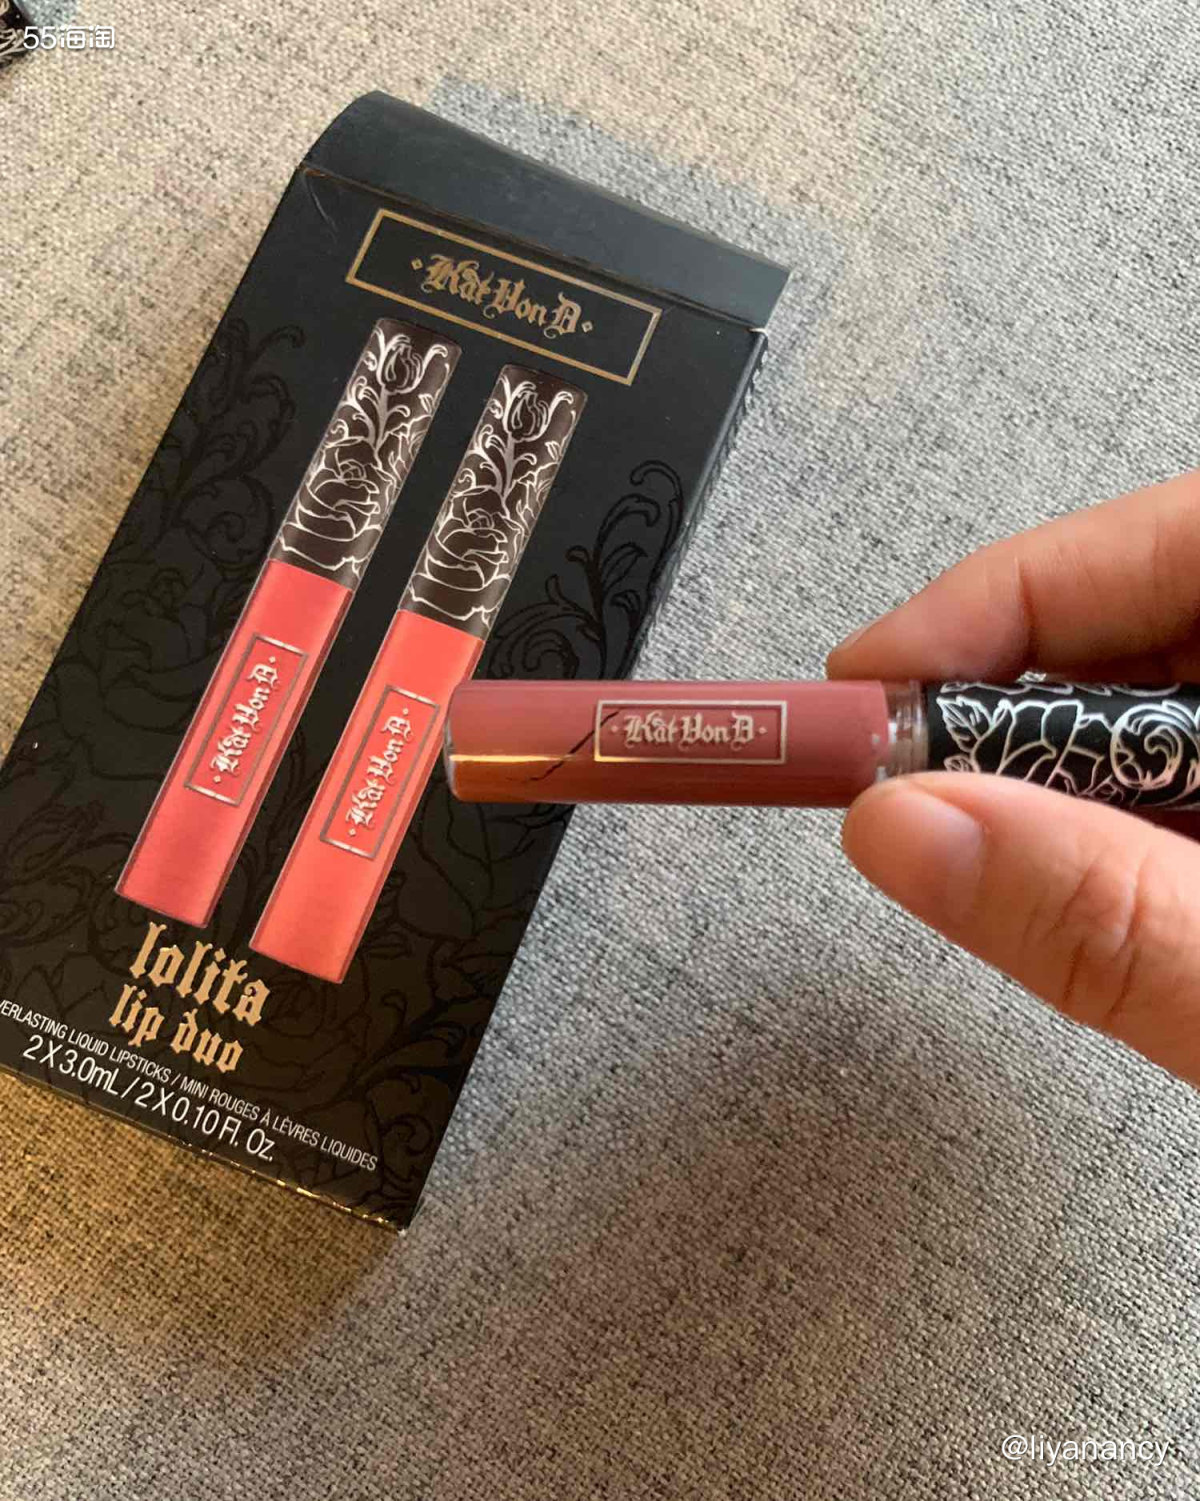 55海淘
Kat Von D
Kat Von D
Kat Von D
Kat Von D
lolita
lip duo
VERLASTING LIQUID LIPSTICKS / MINI ROUGES À LÈVRES LIQUIDES
2 X 3.0mL / 2 X 0.10 Fl. Oz.
@liyanancy